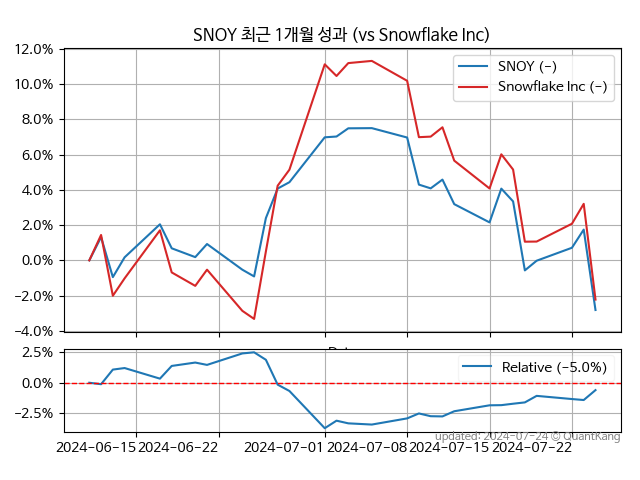 SNOY 최근 1개월 성과 (vs Snowflake Inc)
12.0%
10.0%
8.0%
6.0%
4.0%
2.0%
0.0%
−2.0%
−4.0%
SNOY (-)
Snowflake Inc (-)
2.5%
0.0%
−2.5%
Relative (-5.0%)
2024-06-15 2024-06-22 2024-07-01 2024-07-08 2024-07-15 2024-07-22
updated: 2024-07-24 © QuantKang